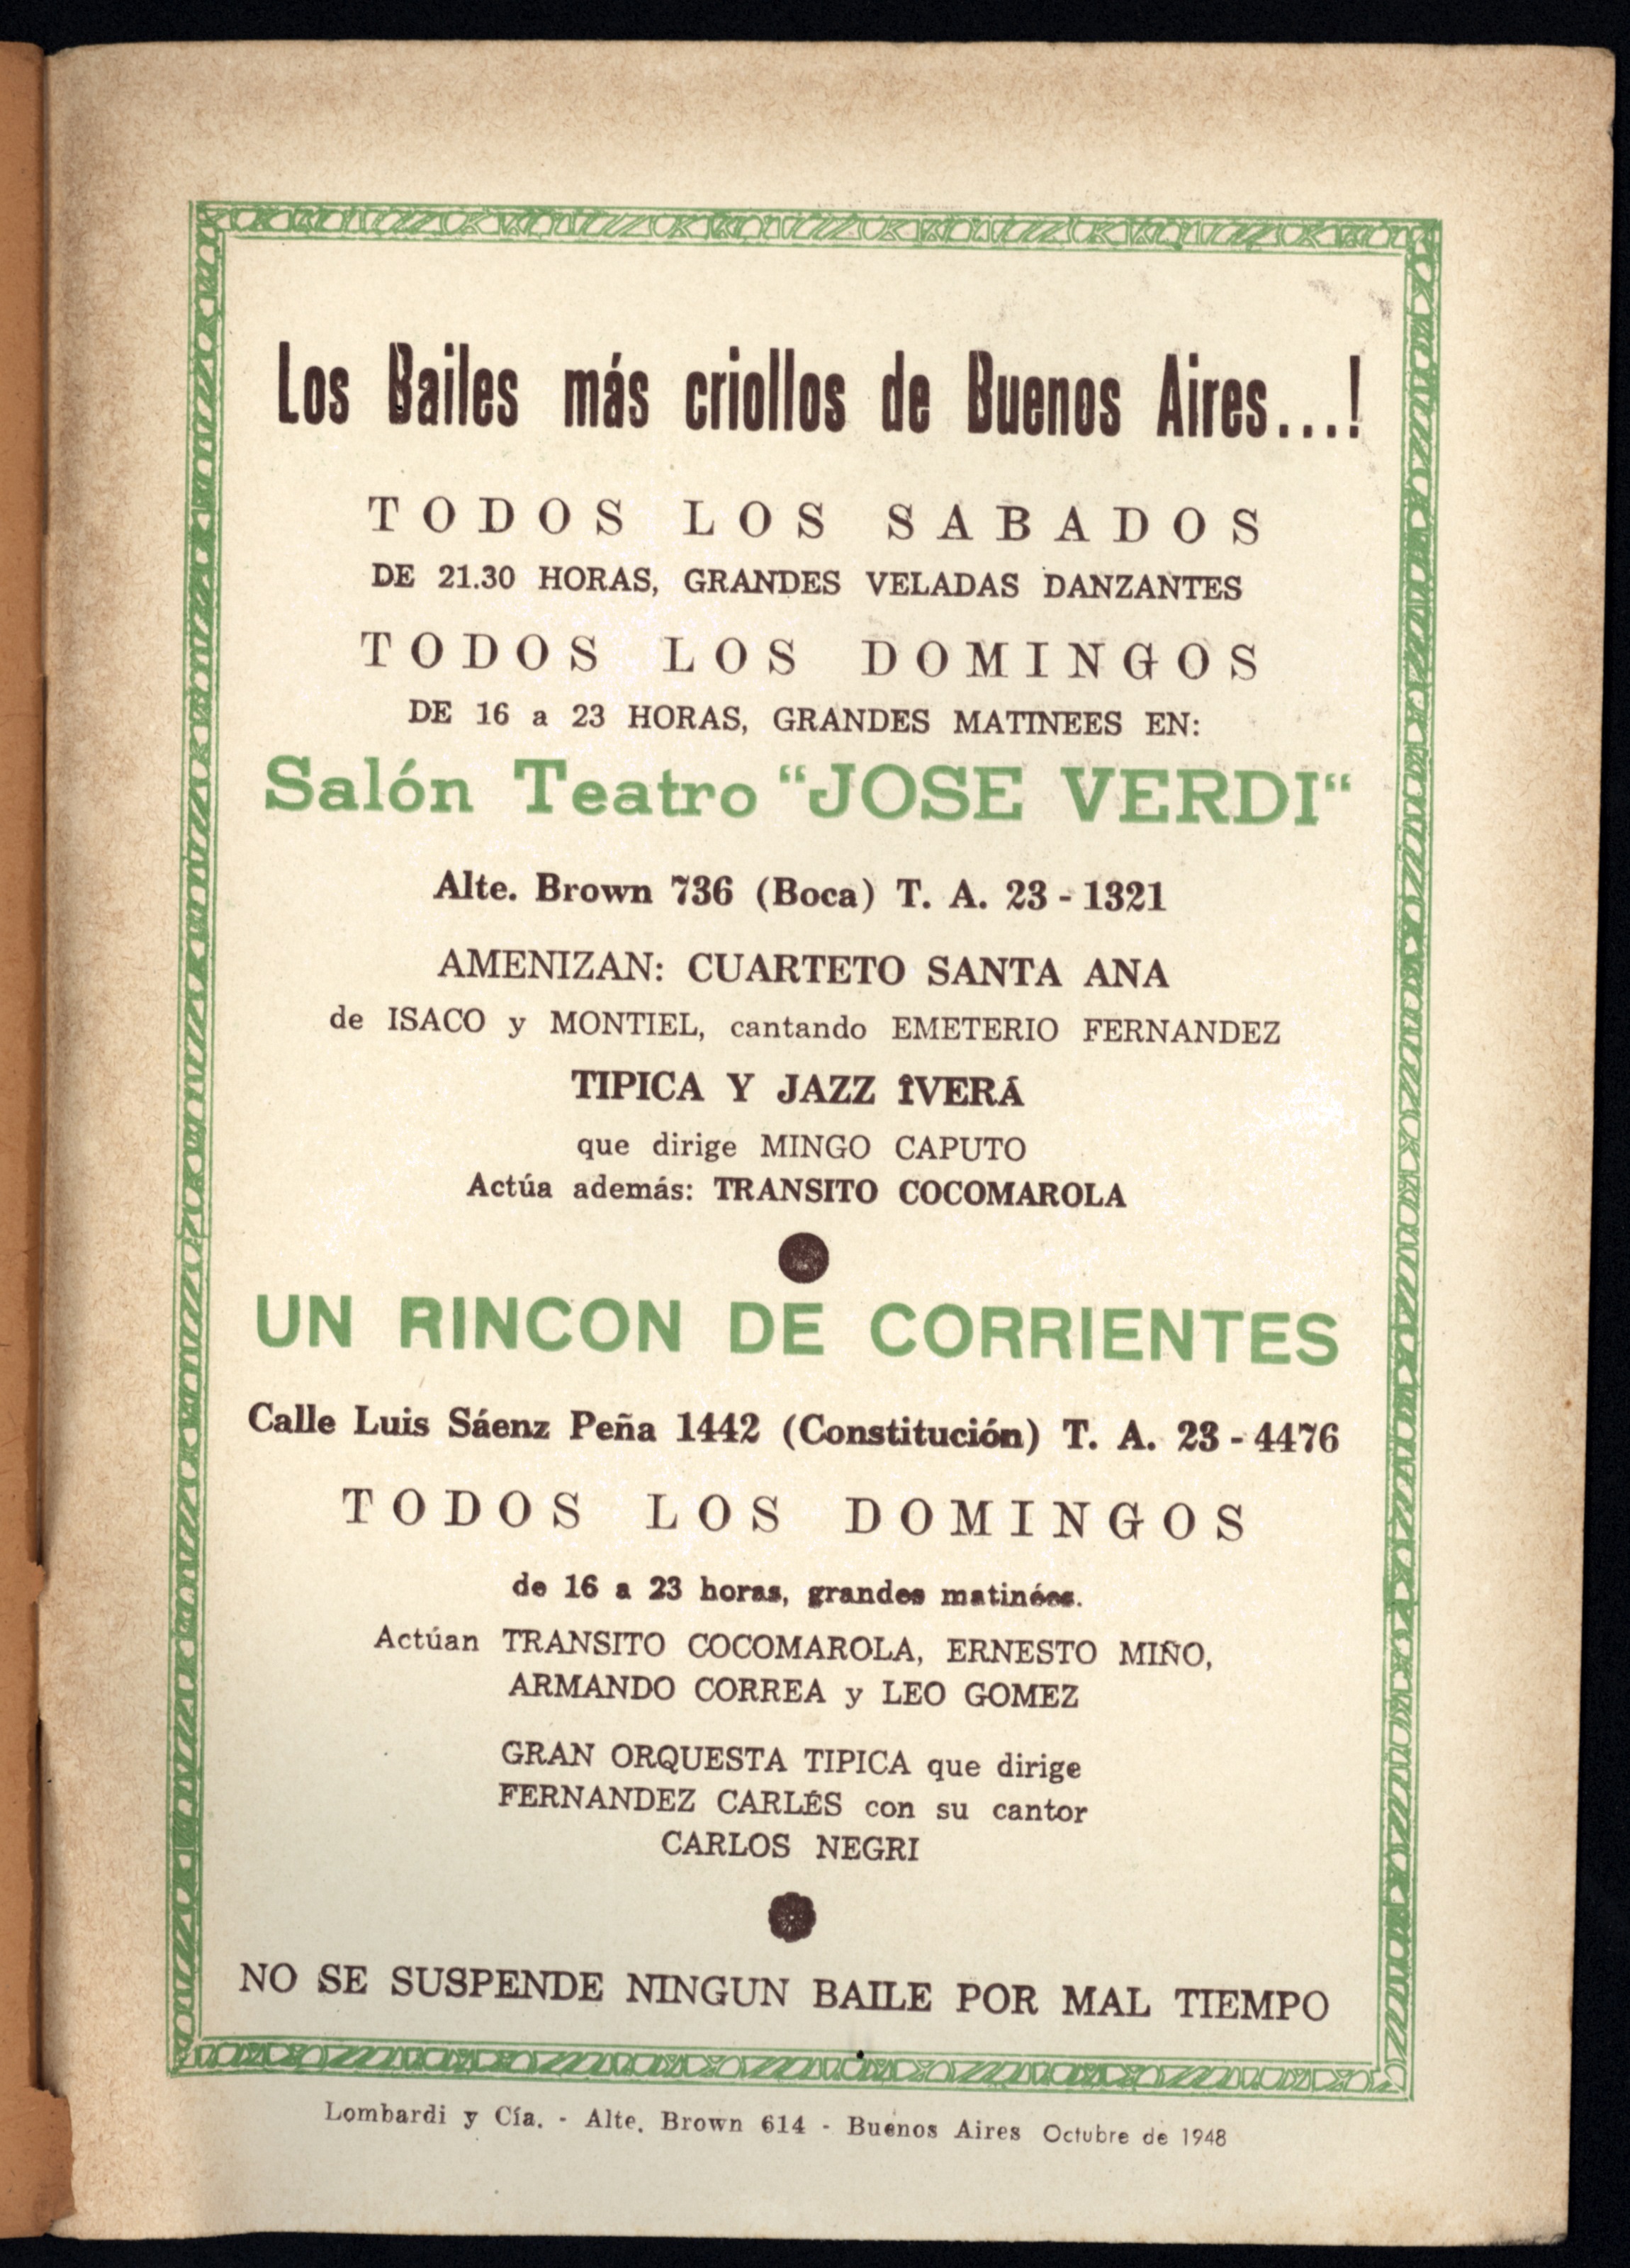 Los Bailes más criollos de Buenos Aires...!
TODOS LOS SABADOS
DE 21.30 HORAS, GRANDES VELADAS DANZANTES
TODOS LOS DOMINGOS
DE 16 a 23 HORAS, GRANDES MATINEES EN:
Salón Teatro “JOSE VERDI“
Alte. Brown 736 (Boca) T. A. 23 - 1321
AMENIZAN: CUARTETO SANTA ANA
de ISACO y MONTIEL, cantando EMETERIO FERNANDEZ
TIPICA Y JAZZ ÎVERÁ
que dirige MINGO CAPUTO
Actúa además: TRANSITO COCOMAROLA
UN RINCON DE CORRIENTES
Calle Luis Sáenz Peña 1442 (Constitución) T. A. 23 - 4476
TODOS LOS DOMINGOS
de 16 a 23 horas, grandes matinées.
Actúan TRANSITO COCOMAROLA, ERNESTO MIÑO,
ARMANDO CORREA y LEO GOMEZ
GRAN ORQUESTA TIPICA que dirige
FERNANDEZ CARLÉS con su cantor
CARLOS NEGRI
NO SE SUSPENDE NINGUN BAILE POR MAL TIEMPO
Lombardi y Cía. - Alte. Brown 614 - Buenos Aires Octubre de 1948